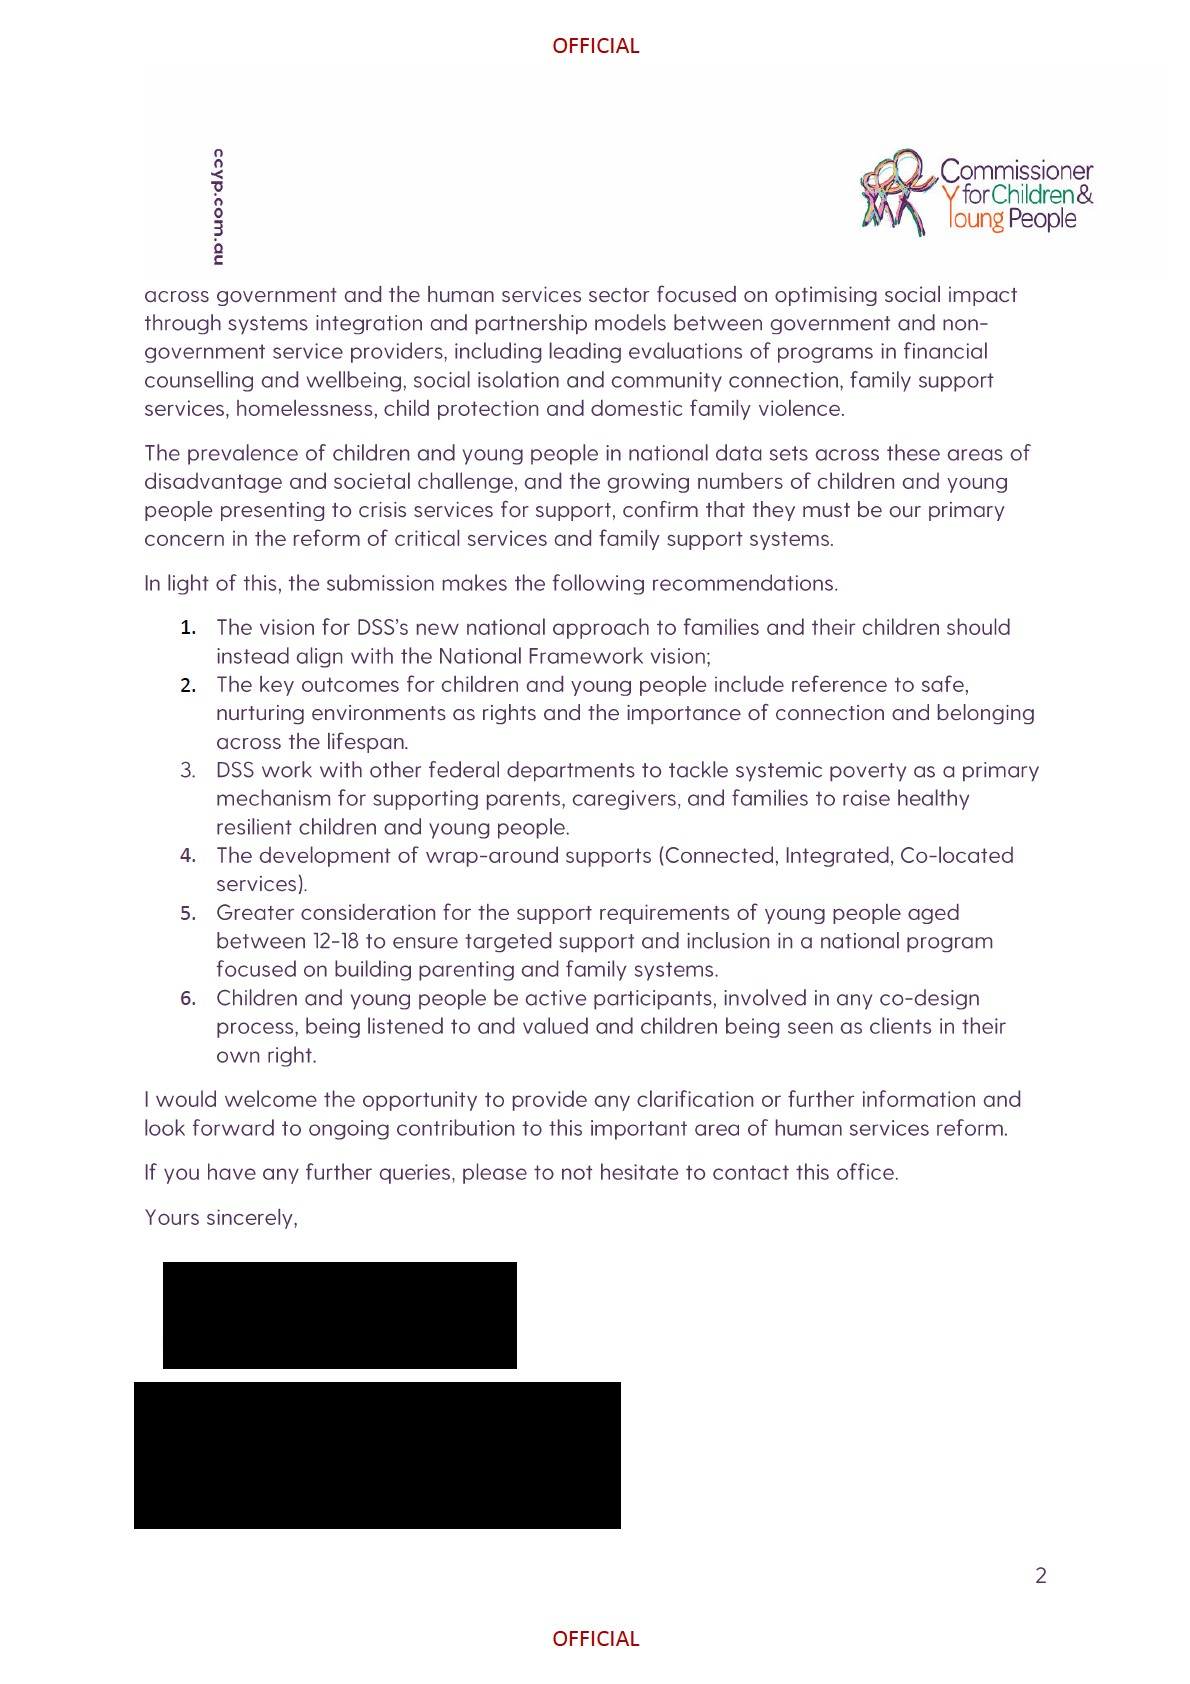 OFFICIAL
ccyp.com.au
Commissioner
for Children &
Young People
across government and the human services sector focused on optimising social impact
through systems integration and partnership models between government and non-
government service providers, including leading evaluations of programs in financial
counselling and wellbeing, social isolation and community connection, family support
services, homelessness, child protection and domestic family violence.
The prevalence of children and young people in national data sets across these areas of
disadvantage and societal challenge, and the growing numbers of children and young
people presenting to crisis services for support, confirm that they must be our primary
concern in the reform of critical services and family support systems.
In light of this, the submission makes the following recommendations.
1. The vision for DSS's new national approach to families and their children should
instead align with the National Framework vision;
2. The key outcomes for children and young people include reference to safe,
nurturing environments as rights and the importance of connection and belonging
across the lifespan.
3. DSS work with other federal departments to tackle systemic poverty as a primary
mechanism for supporting parents, caregivers, and families to raise healthy
resilient children and young people.
4. The development of wrap-around supports (Connected, Integrated, Co-located
services).
5. Greater consideration for the support requirements of young people aged
between 12-18 to ensure targeted support and inclusion in a national program
focused on building parenting and family systems.
6. Children and young people be active participants, involved in any co-design
process, being listened to and valued and children being seen as clients in their
own right.
I would welcome the opportunity to provide any clarification or further information and
look forward to ongoing contribution to this important area of human services reform.
If you have any further queries, please to not hesitate to contact this office.
Yours sincerely,
2
OFFICIAL